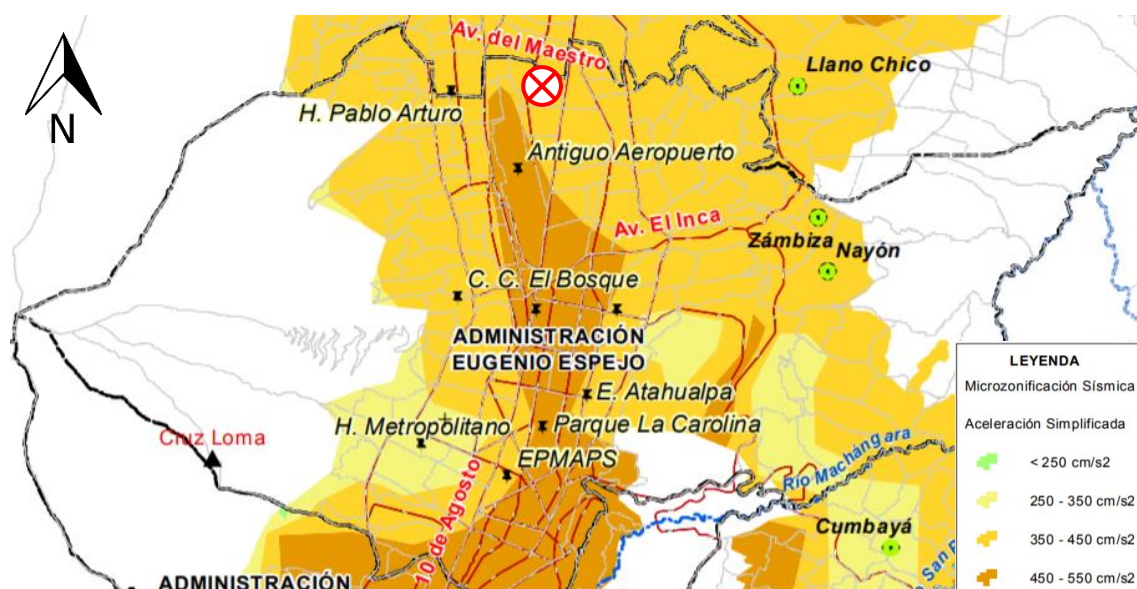 Av. del Maestro
Llano Chico
N
H. Pablo Arturo
Antiguo Aeropuerto
Av. El Inca
Zámbiza
Nayón
C. C. El Bosque
ADMINISTRACIÓN
EUGENIO ESPEJO
E. Atahualpa
H. Metropolitano
Parque La Carolina
Cruz Loma
EPMAPS
10 de Agosto
Río Machángara
Cumbayá
San
ADMINISTRACIÓN
LEYENDA
Microzonificación Sísmica
Aceleración Simplificada
< 250 cm/s2
250 - 350 cm/s2
350 - 450 cm/s2
450 - 550 cm/s2